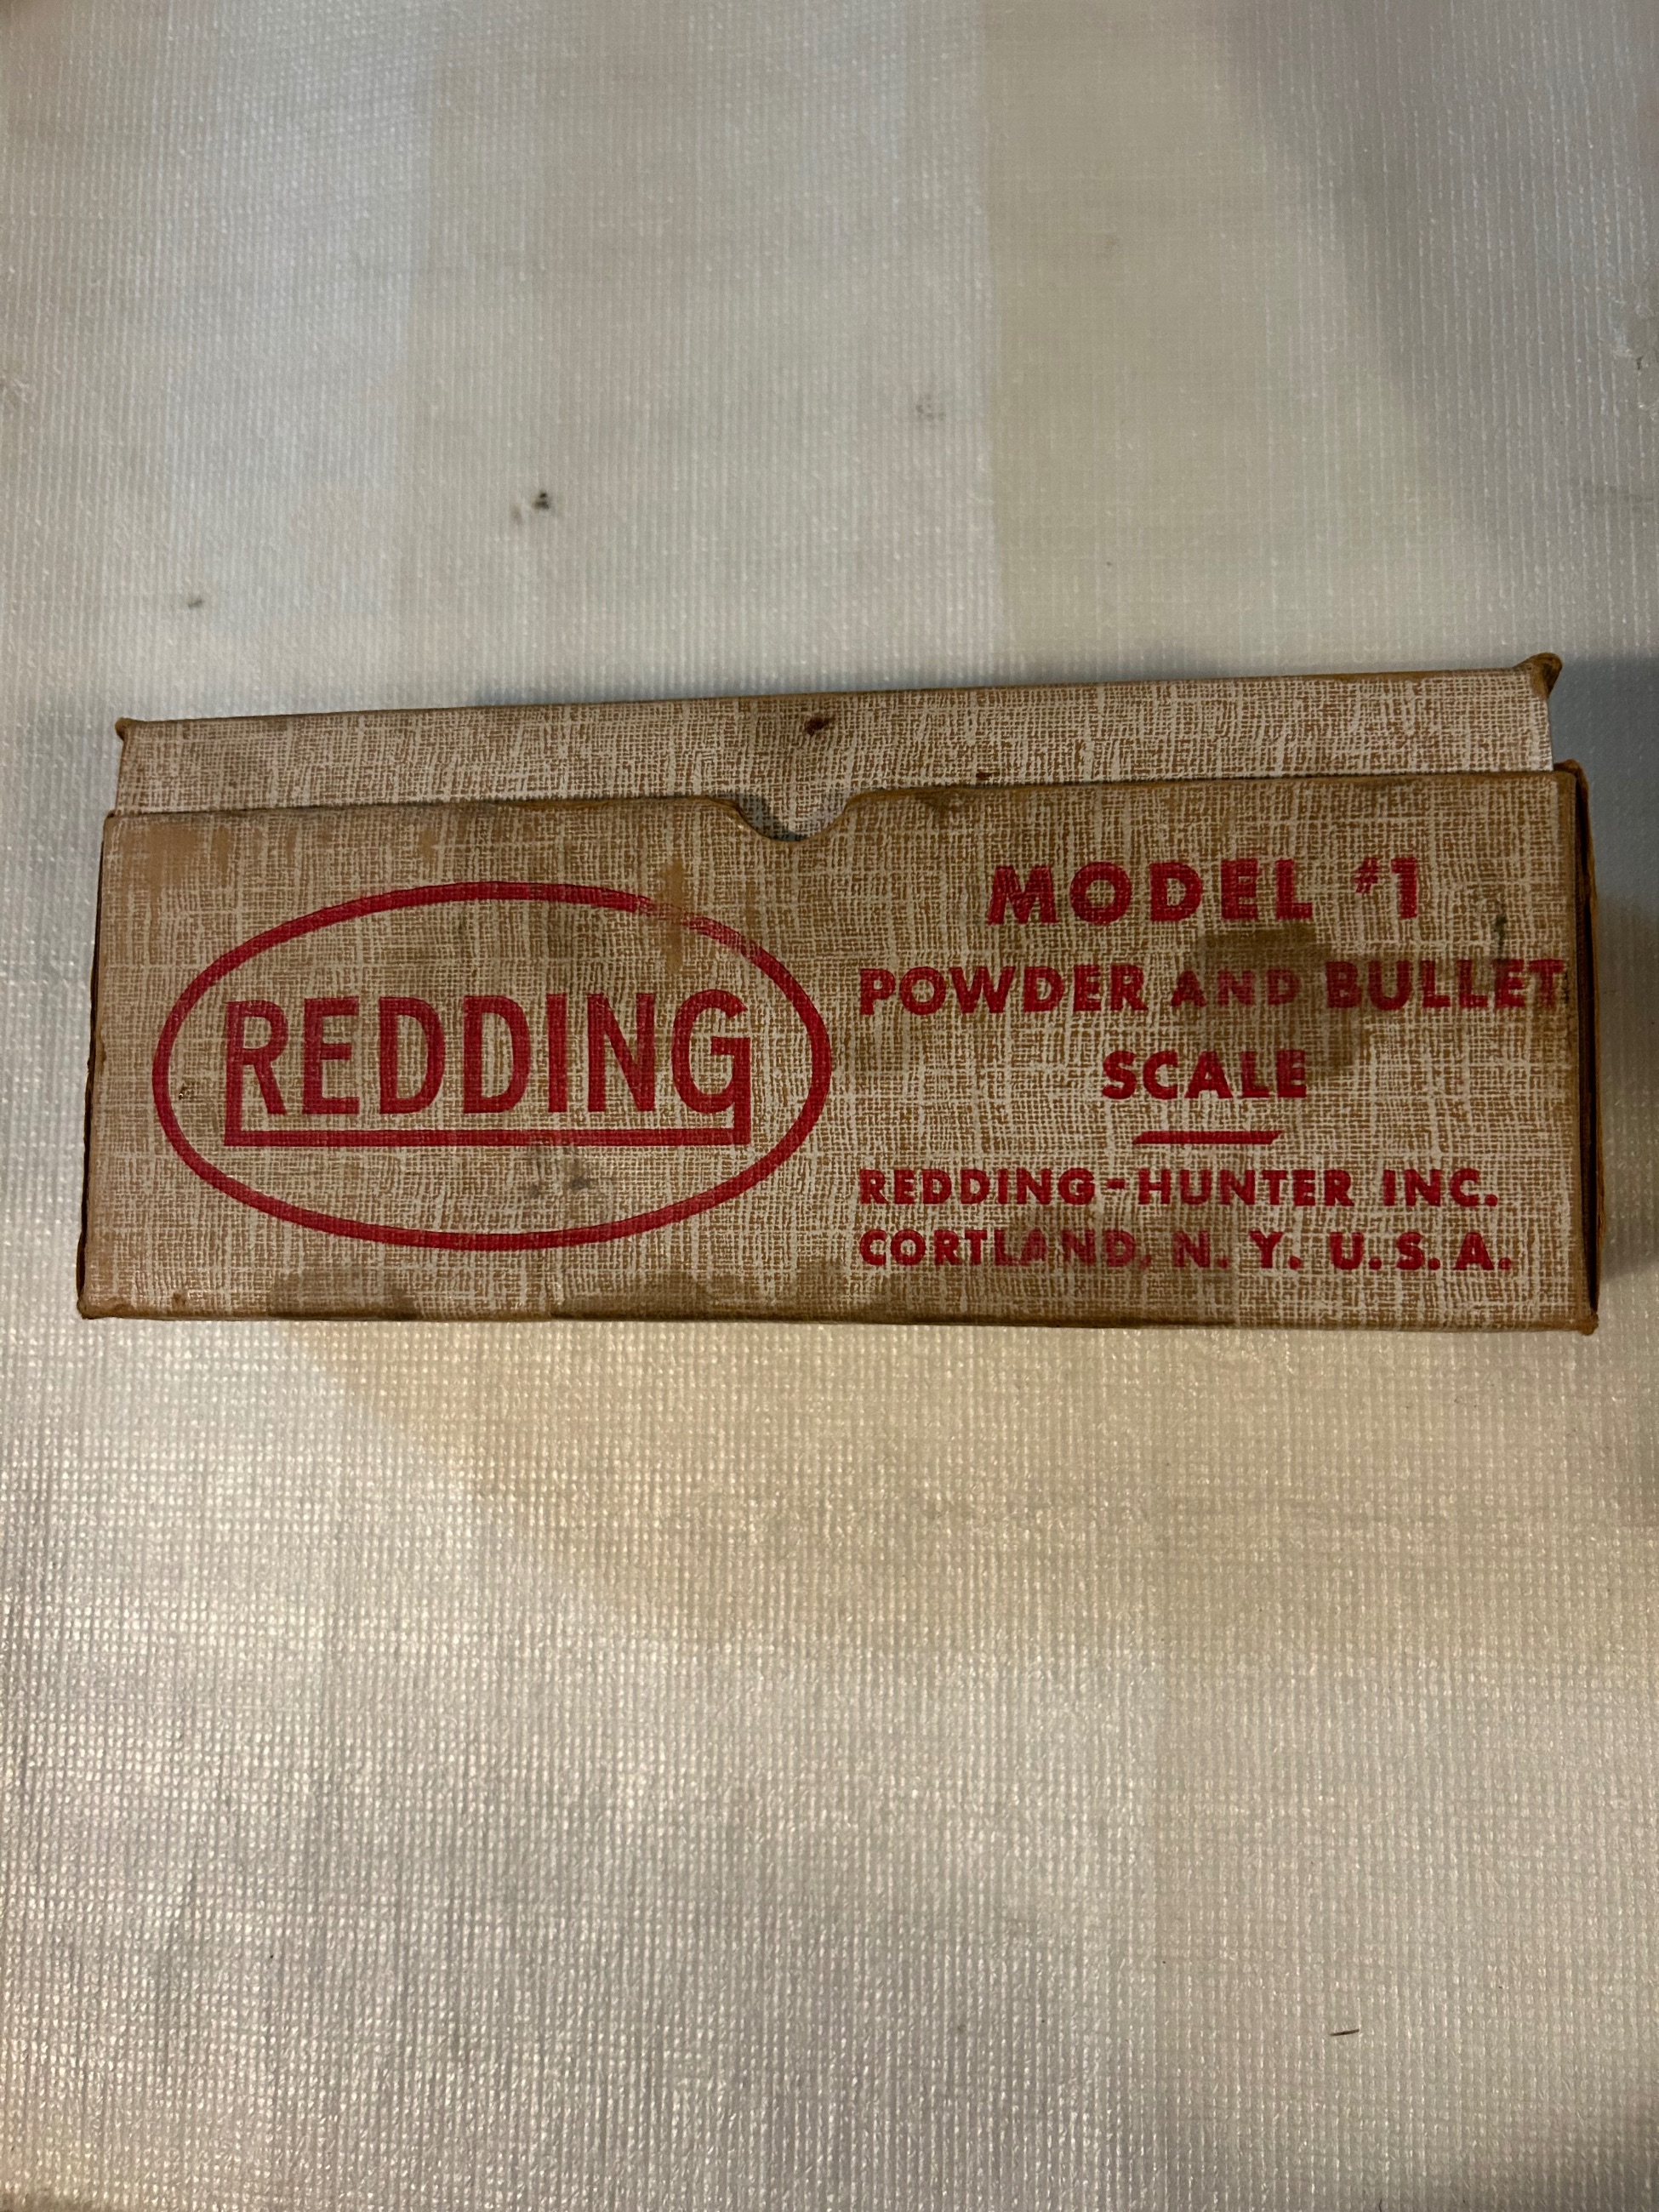 REDDING
MODEL #1
POWDER AND BULLET
SCALE
REDDING-HUNTER INC.
CORTLAND, N. Y. U.S.A.